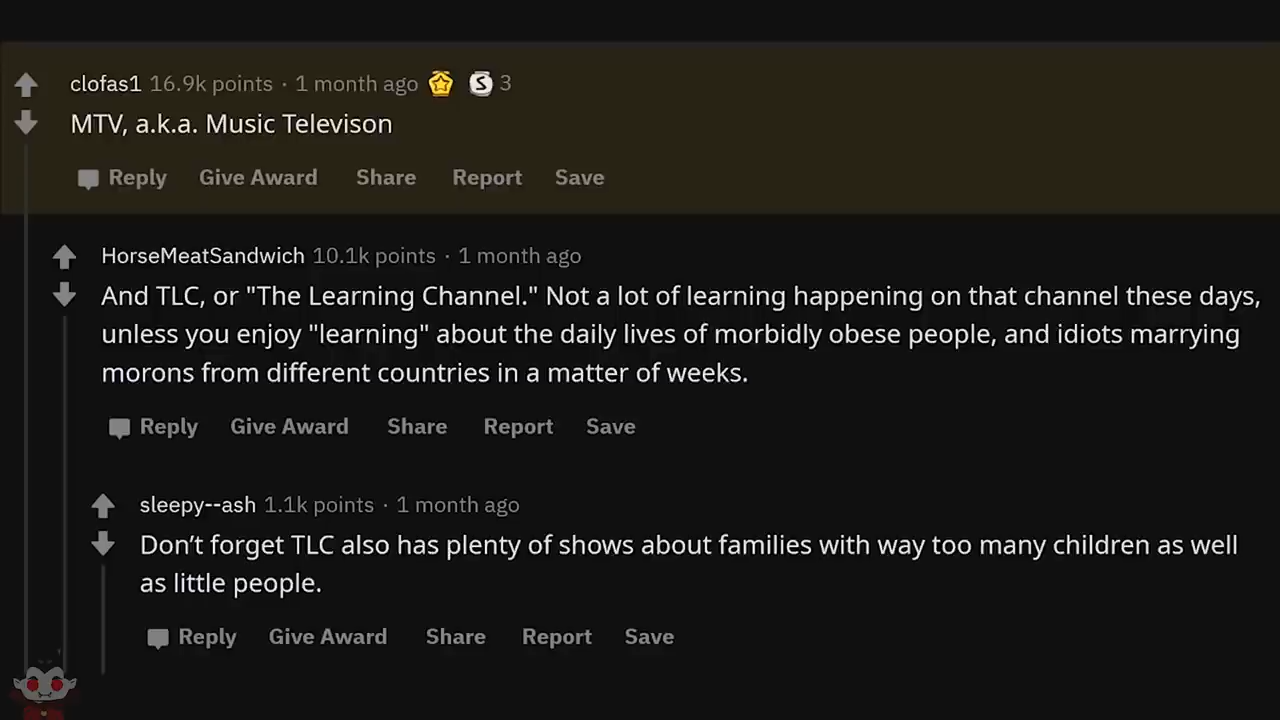 clofas1 16.9k points · 1 month ago 3
MTV, a.k.a. Music Televison
Reply Give Award Share Report Save
HorseMeatSandwich 10.1k points · 1 month ago
And TLC, or "The Learning Channel." Not a lot of learning happening on that channel these days,
unless you enjoy "learning" about the daily lives of morbidly obese people, and idiots marrying
morons from different countries in a matter of weeks.
Reply Give Award Share Report Save
sleepy--ash 1.1k points · 1 month ago
Don’t forget TLC also has plenty of shows about families with way too many children as well
as little people.
Reply Give Award Share Report Save